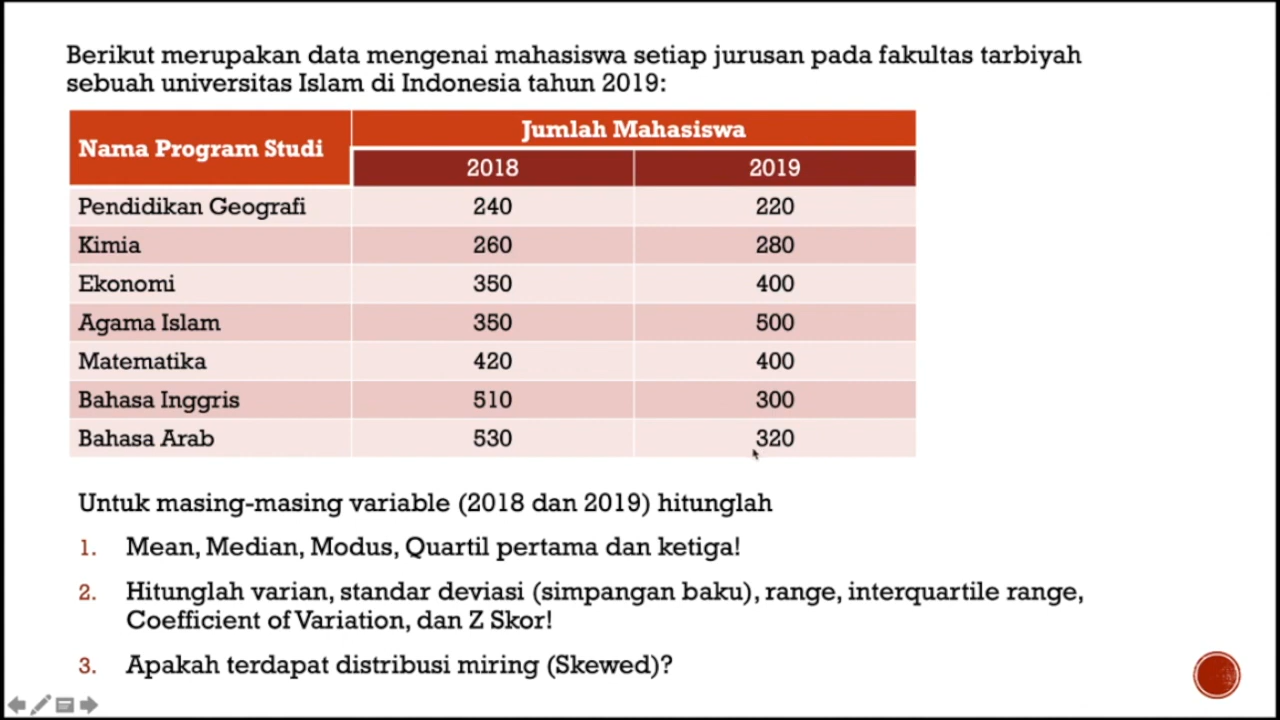 Berikut merupakan data mengenai mahasiswa setiap jurusan pada fakultas tarbiyah
sebuah universitas Islam di Indonesia tahun 2019:
Nama Program Studi
Jumlah Mahasiswa
2018 2019
Pendidikan Geografi 240 220
Kimia 260 280
Ekonomi 350 400
Agama Islam 350 500
Matematika 420 400
Bahasa Inggris 510 300
Bahasa Arab 530 320
Untuk masing-masing variable (2018 dan 2019) hitunglah
1. Mean, Median, Modus, Quartil pertama dan ketiga!
2. Hitunglah varian, standar deviasi (simpangan baku), range, interquartile range,
Coefficient of Variation, dan Z Skor!
3. Apakah terdapat distribusi miring (Skewed)?